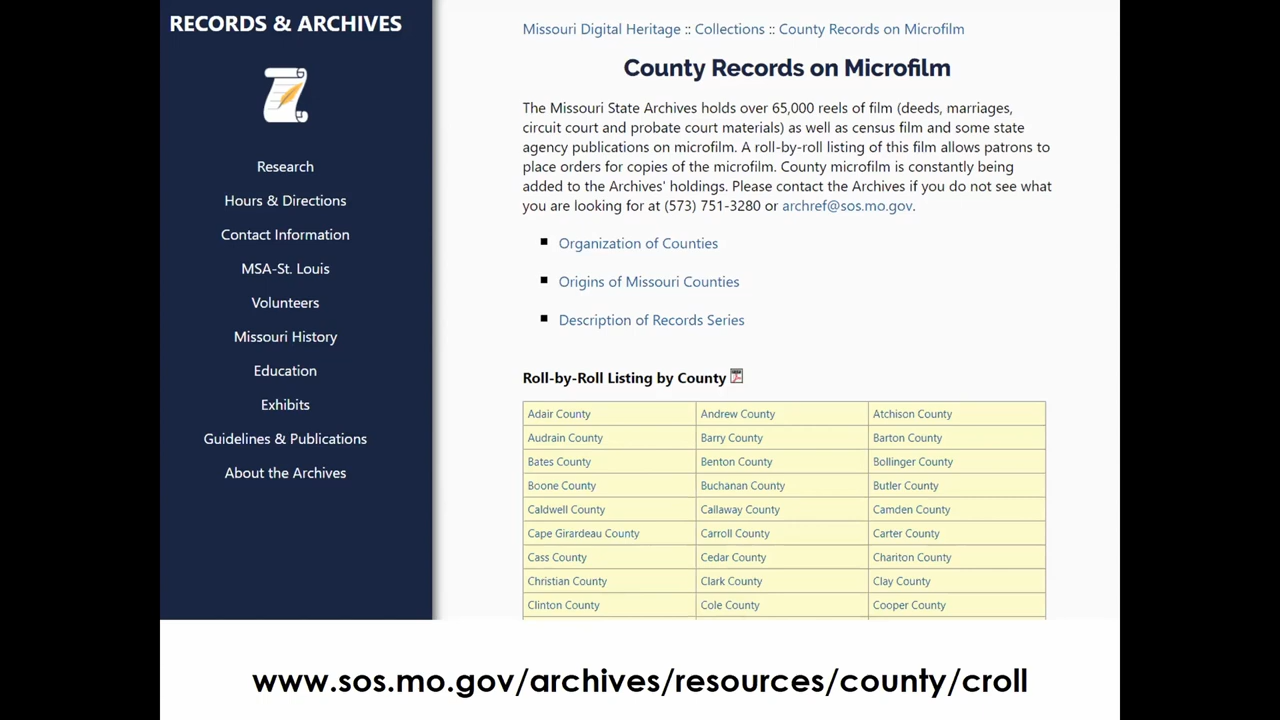 RECORDS & ARCHIVES
Research
Hours & Directions
Contact Information
MSA-St. Louis
Volunteers
Missouri History
Education
Exhibits
Guidelines & Publications
About the Archives
Missouri Digital Heritage :: Collections :: County Records on Microfilm
County Records on Microfilm
The Missouri State Archives holds over 65,000 reels of film (deeds, marriages,
circuit court and probate court materials) as well as census film and some state
agency publications on microfilm. A roll-by-roll listing of this film allows patrons to
place orders for copies of the microfilm. County microfilm is constantly being
added to the Archives' holdings. Please contact the Archives if you do not see what
you are looking for at (573) 751-3280 or archref@sos.mo.gov.
Organization of Counties
Origins of Missouri Counties
Description of Records Series
Roll-by-Roll Listing by County
Adair County Andrew County Atchison County
Audrain County Barry County Barton County
Bates County Benton County Bollinger County
Boone County Buchanan County Butler County
Caldwell County Callaway County Camden County
Cape Girardeau County Carroll County Carter County
Cass County Cedar County Chariton County
Christian County Clark County Clay County
Clinton County Cole County Cooper County
www.sos.mo.gov/archives/resources/county/croll